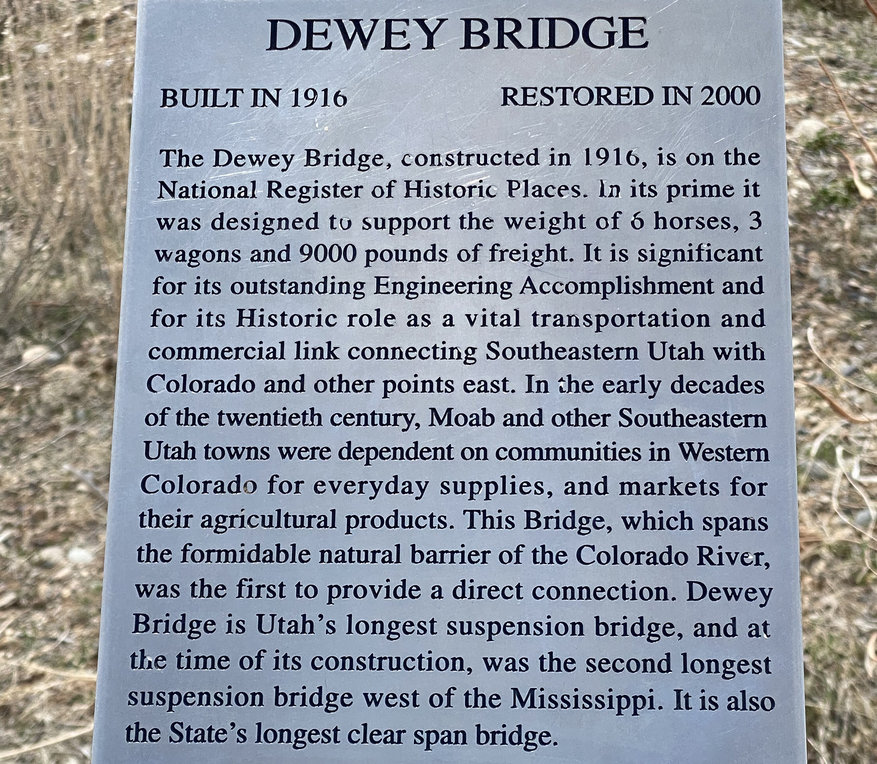 DEWEY BRIDGE
BUILT IN 1916 RESTORED IN 2000
The Dewey Bridge, constructed in 1916, is on the
National Register of Historic Places. In its prime it
was designed to support the weight of 6 horses, 3
wagons and 9000 pounds of freight. It is significant
for its outstanding Engineering Accomplishment and
for its Historic role as a vital transportation and
commercial link connecting Southeastern Utah with
Colorado and other points east. In the early decades
of the twentieth century, Moab and other Southeastern
Utah towns were dependent on communities in Western
Colorado for everyday supplies, and markets for
their agricultural products. This Bridge, which spans
the formidable natural barrier of the Colorado River,
was the first to provide a direct connection. Dewey
Bridge is Utah's longest suspension bridge, and at
the time of its construction, was the second longest
suspension bridge west of the Mississippi. It is also
the State's longest clear span bridge.